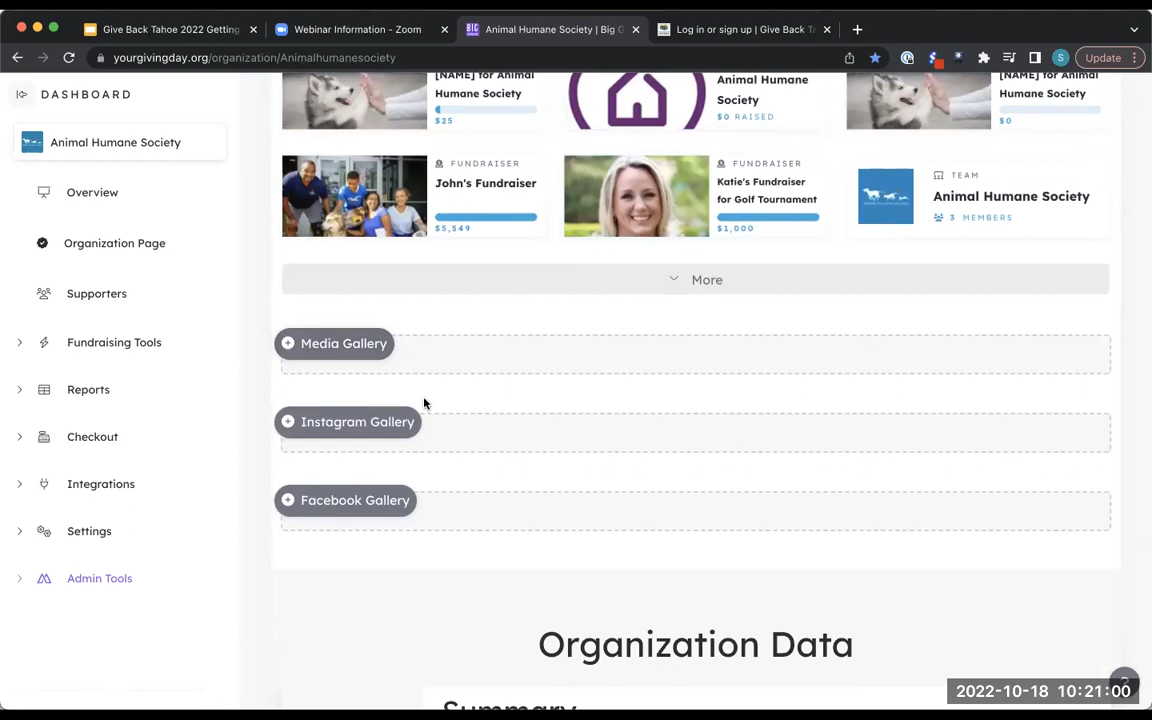 Give Back Tahoe 2022 Getting
Webinar Information - Zoom
Animal Humane Society | Big G
Log in or sign up | Give Back Ta
yourgivingday.org/organization/Animalhumanesociety
S
Update
DASHBOARD
Animal Humane Society
Overview
Organization Page
Supporters
Fundraising Tools
Reports
Checkout
Integrations
Settings
Admin Tools
[NAME] for Animal
Humane Society
$25
Animal Humane
Society
$0 RAISED
[NAME] for Animal
Humane Society
$0
FUNDRAISER
John's Fundraiser
$5,549
FUNDRAISER
Katie's Fundraiser
for Golf Tournament
$1,000
TEAM
Animal Humane Society
3 MEMBERS
More
Media Gallery
Instagram Gallery
Facebook Gallery
Organization Data
Summary
?
2022-10-18 10:21:00